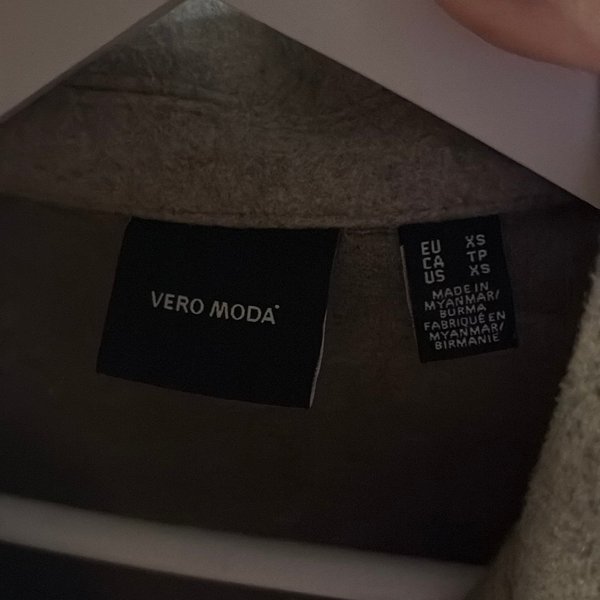 VERO MODA
EU XS
CA TP
US XS
MADE IN
MYANMAR/
BURMA
FABRIQUÉ EN
MYANMAR/
BIRMANIE